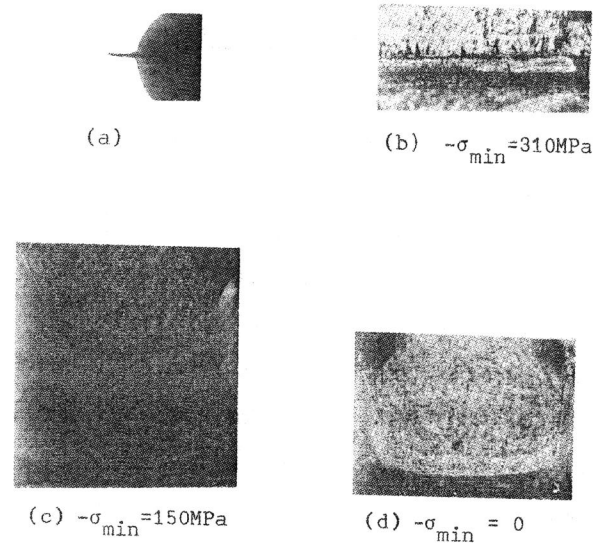 (a)
(b) -σmin=310MPa
(c) -σmin=150MPa
(d) -σmin = 0